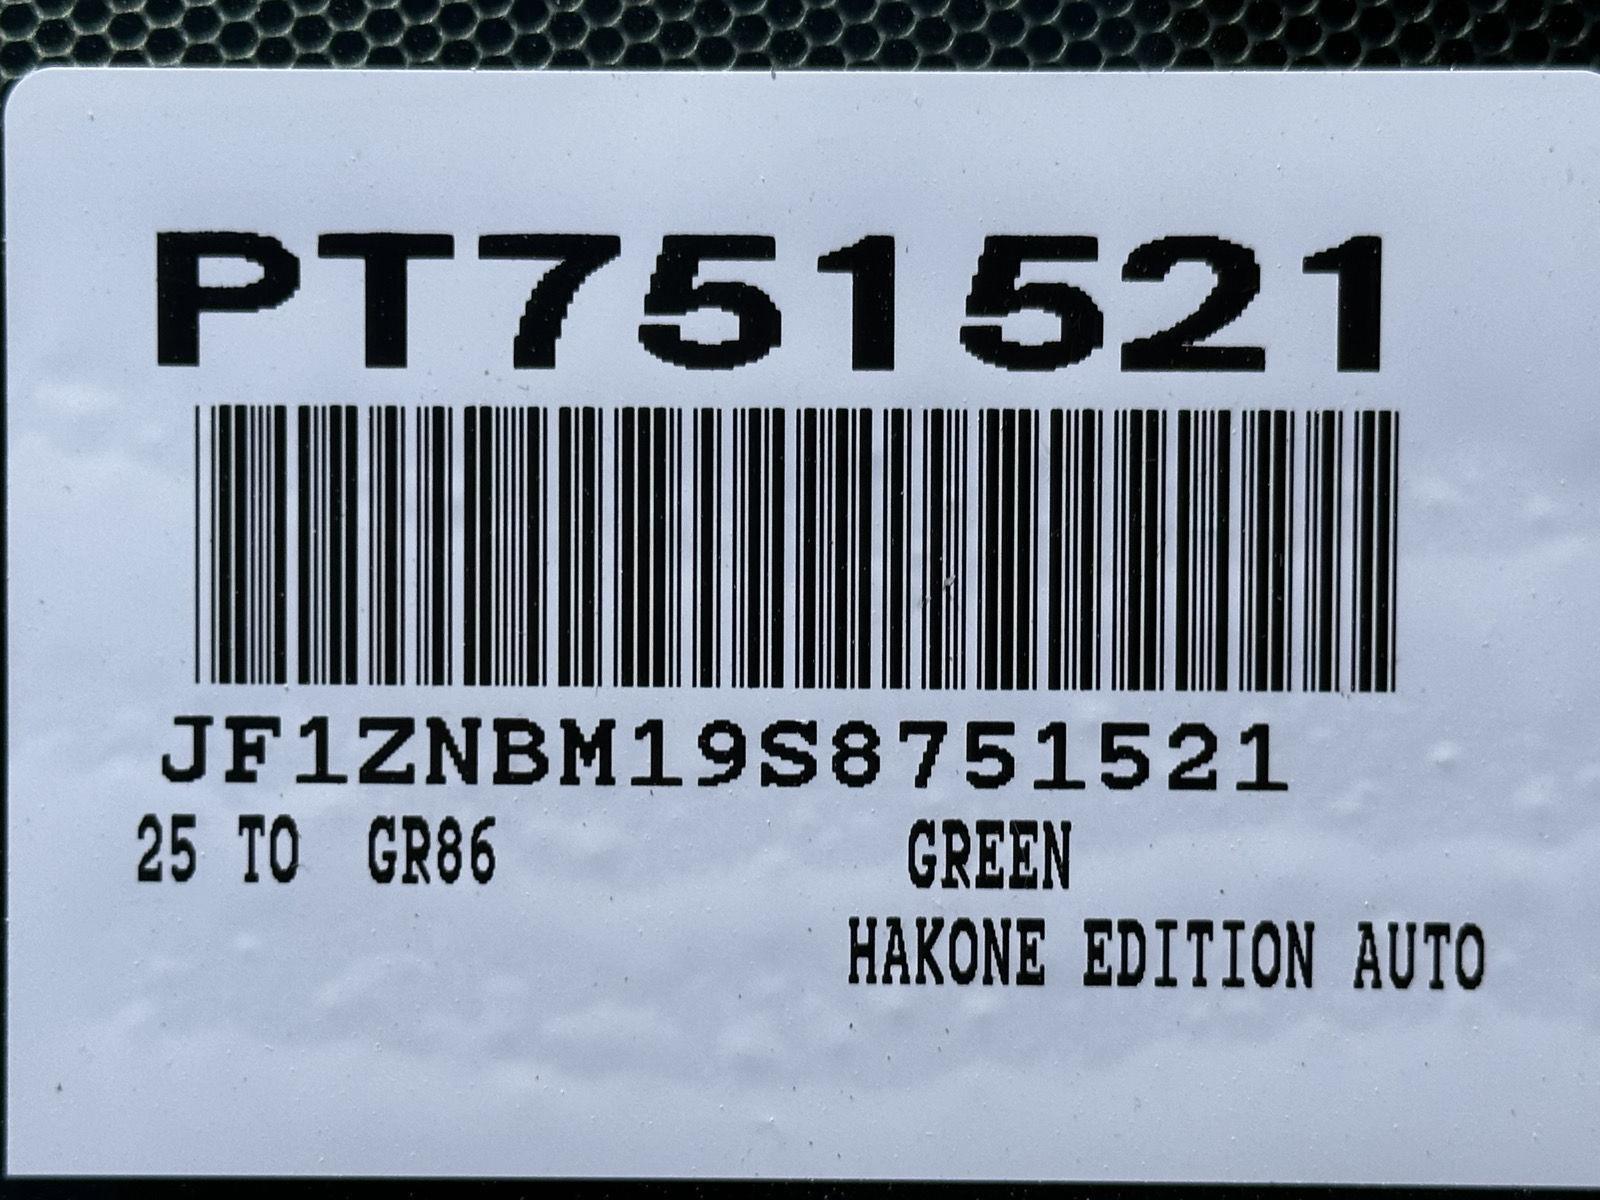 PT751521
JF1ZNBM19S8751521
25 TO GR86 GREEN
HAKONE EDITION AUTO